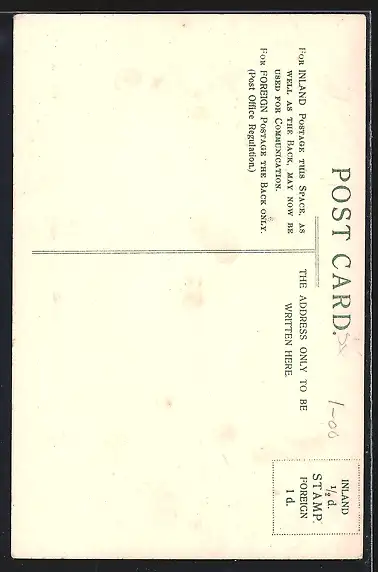 POST CARD.
For INLAND Postage this Space, as
well as the Back, may now be
used for Communication.
For FOREIGN Postage the Back only.
(Post Office Regulation.)
THE ADDRESS ONLY TO BE
WRITTEN HERE.
1-00
INLAND
½ d.
STAMP.
FOREIGN
1 d.